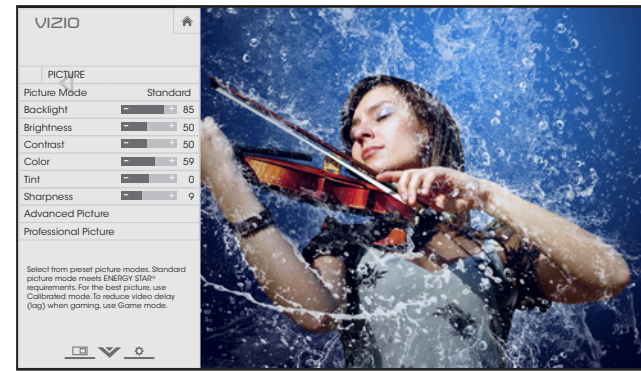 VIZIO
PICTURE
Picture Mode Standard
Backlight - + 85
Brightness - + 50
Contrast - + 50
Color - + 59
Tint - + 0
Sharpness - + 9
Advanced Picture
Professional Picture
Select from preset picture modes. Standard
picture mode meets ENERGY STAR®
requirements. For the best picture, use
Calibrated mode. To reduce video delay
(lag) when gaming, use Game mode.